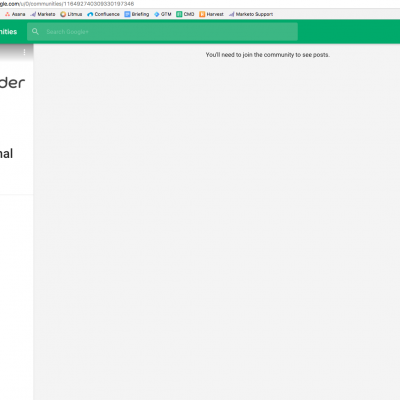 gle.com/u/0/communities/116492740308330197346
Asana Marketo Litmus Confluence Briefing GTM CMO Harvest Marketo Support
nities Search Google+
You'll need to join the community to see posts.
der
nal